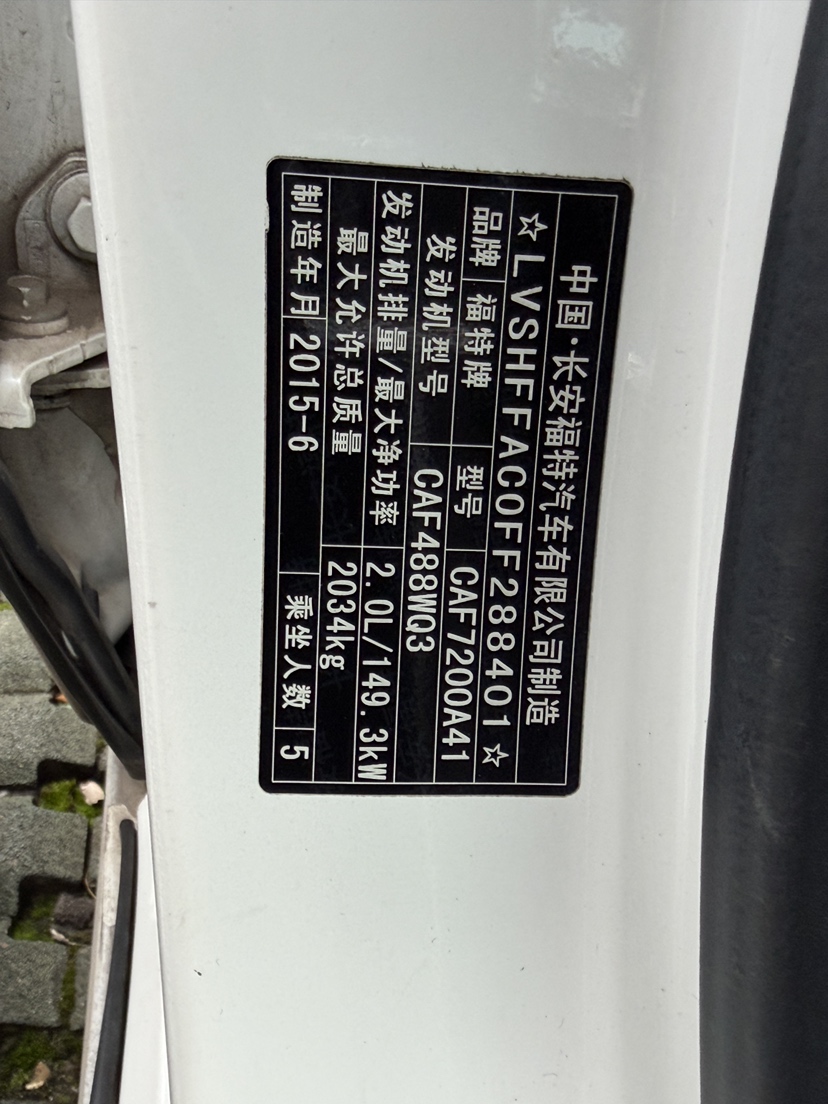 中国·长安福特汽车有限公司制造
☆LVSHFFAC0FF288401☆
品牌 福特牌 型号 CAF7200A41
发动机型号 CAF488WQ3
发动机排量/最大净功率 2.0L/149.3kW
最大允许总质量 2034kg
制造年月 2015-6 乘坐人数 5